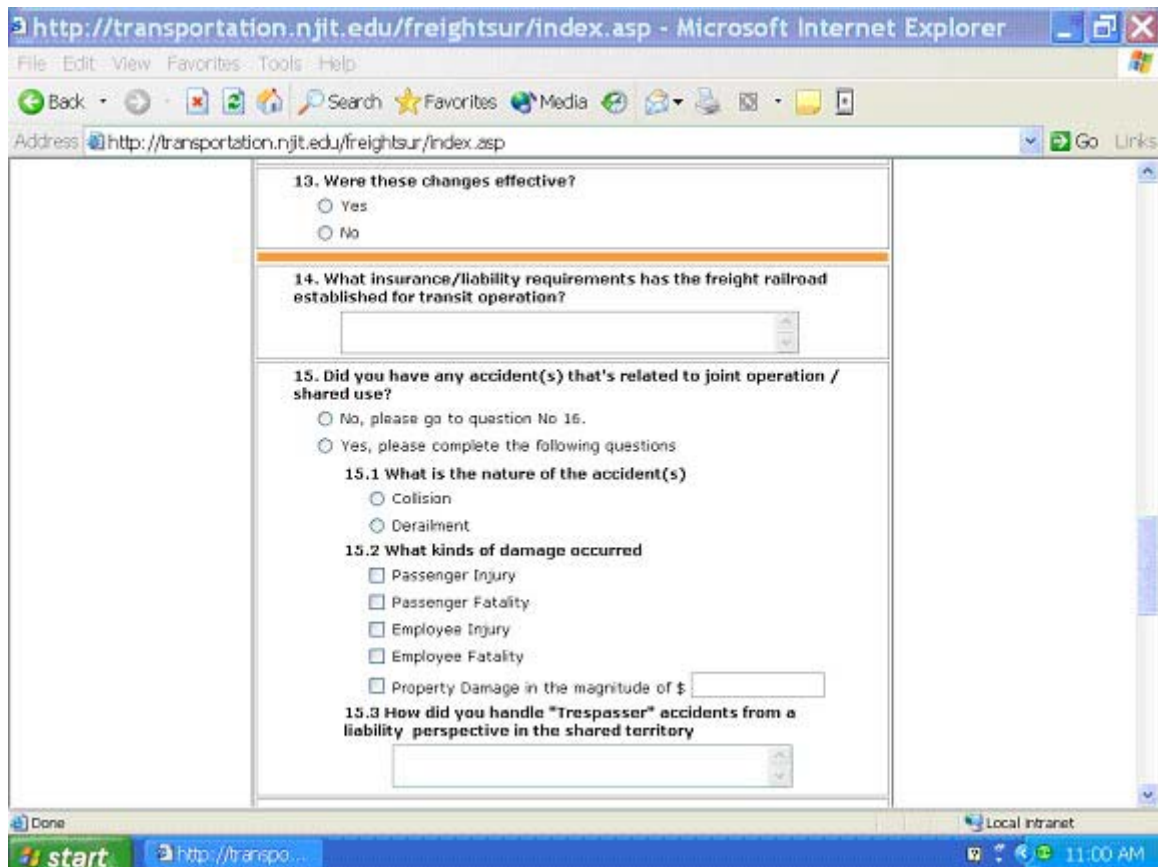 http://transportation.njit.edu/freightsur/index.asp - Microsoft Internet Explorer
File Edit View Favorites Tools Help
Back Search Favorites Media
Address http://transportation.njit.edu/freightsur/index.asp Go Links
13. Were these changes effective?
Yes
No
14. What insurance/liability requirements has the freight railroad
established for transit operation?
15. Did you have any accident(s) that's related to joint operation /
shared use?
No, please go to question No 16.
Yes, please complete the following questions
15.1 What is the nature of the accident(s)
Collision
Derailment
15.2 What kinds of damage occurred
Passenger Injury
Passenger Fatality
Employee Injury
Employee Fatality
Property Damage in the magnitude of $
15.3 How did you handle "Trespasser" accidents from a
liability perspective in the shared territory
Done Local intranet
start http://transpo... 11:00 AM